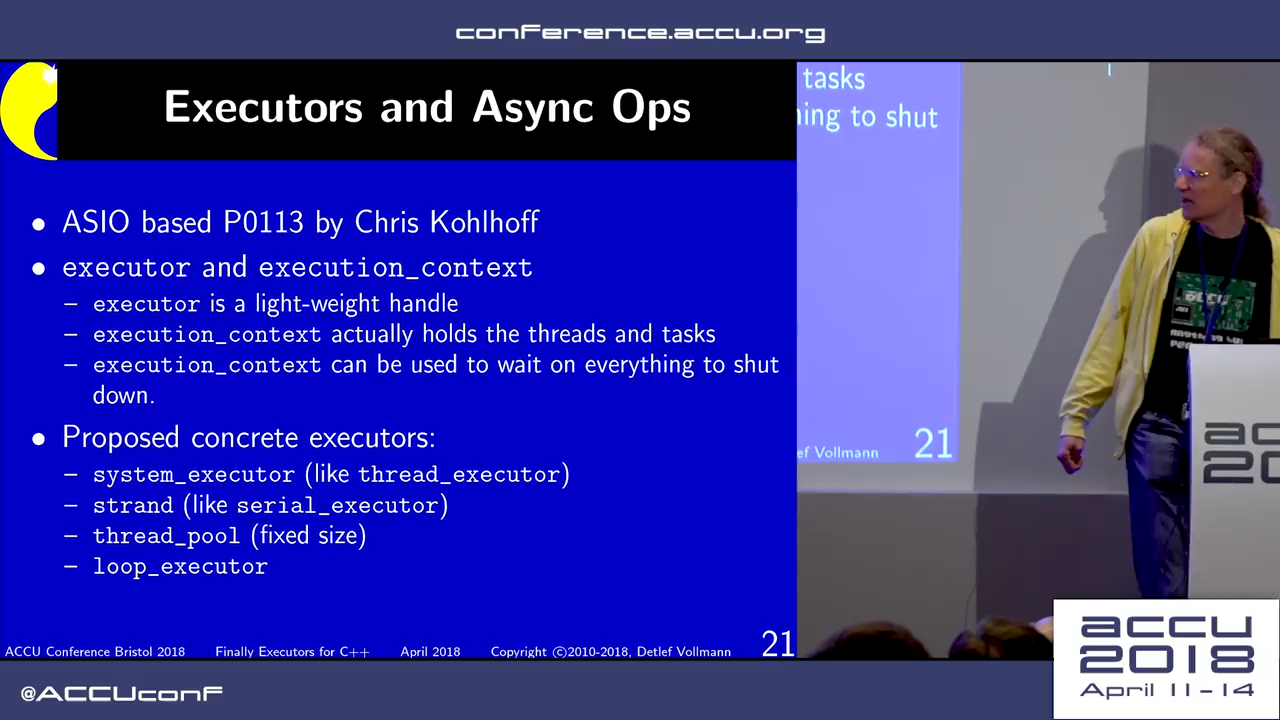 conference.accu.org
Executors and Async Ops
• ASIO based P0113 by Chris Kohlhoff
• executor and execution_context
– executor is a light-weight handle
– execution_context actually holds the threads and tasks
– execution_context can be used to wait on everything to shut
down.
• Proposed concrete executors:
– system_executor (like thread_executor)
– strand (like serial_executor)
– thread_pool (fixed size)
– loop_executor
ACCU Conference Bristol 2018 Finally Executors for C++ April 2018 Copyright ©2010-2018, Detlef Vollmann 21
tasks
hing to shut
ef Vollmann 21
accu
accu
20
accu
2018
April 11-14
@ACCUconf